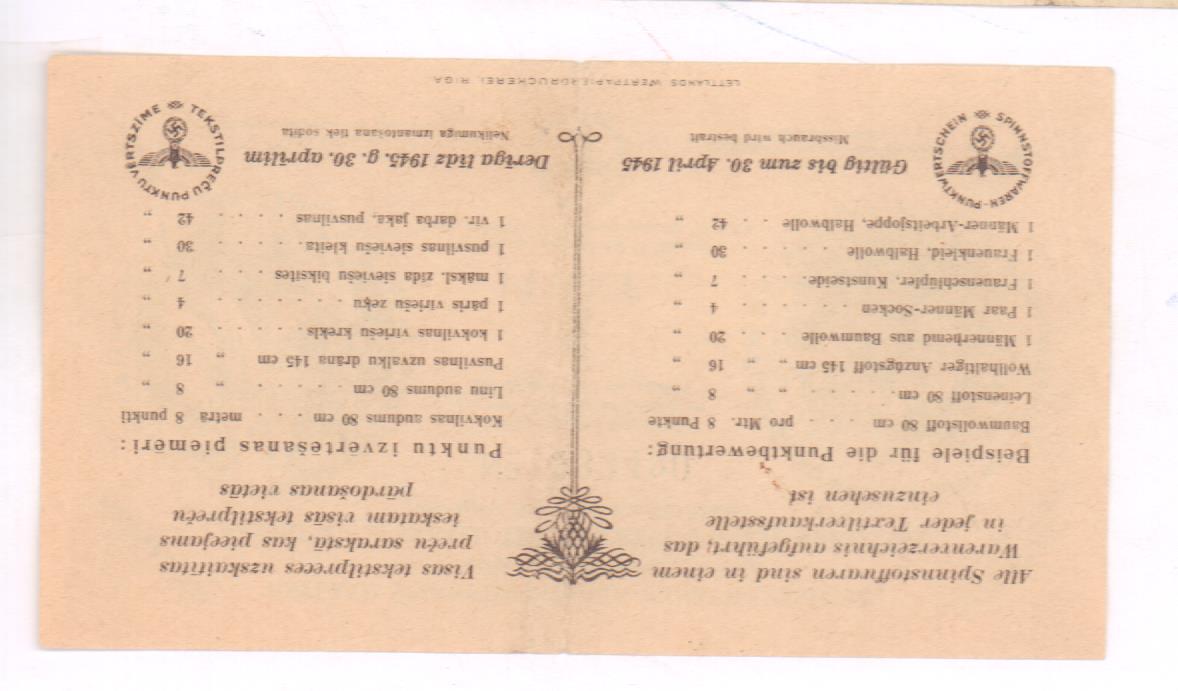 Alle Spinnstoffwaren sind in einem
Warenverzeichnis aufgeführt, das
in jeder Textilverkaufsstelle
einzusehen ist
Beispiele für die Punktbewertung:
Baumwollstoff 80 cm . . . pro Mtr. 8 Punkte
Leinenstoff 80 cm . . . . . „ „ 8 „
Wollhaltiger Anzugstoff 145 cm „ „ 16 „
1 Männerhemd aus Baumwolle . . . . 20 „
1 Paar Männer-Socken . . . . . . . 4 „
1 Frauenschlüpfer, Kunstseide. . . . 7 „
1 Frauenkleid, Halbwolle . . . . . . 30 „
1 Männer-Arbeitsjoppe, Halbwolle . . 42 „
Gültig bis zum 30. April 1945
Missbrauch wird bestraft
SPINNSTOFFWAREN-PUNKTWERTSCHEIN
Visas tekstilpreces uzskaitītas
preču sarakstā, kas pieejams
ieskatam visās tekstilpreču
pārdošanas vietās
Punktu izvērtēšanas piemēri:
Kokvilnas audums 80 cm . . . metrā 8 punkti
Linu audums 80 cm . . . . . . „ 8 „
Pusvilnas uzvalku drāna 145 cm „ 16 „
1 kokvilnas vīriešu krekls . . . . 20 „
1 pāris vīriešu zeķu . . . . . . . 4 „
1 māksl. zīda sieviešu biksītes . . . . 7 „
1 pusvilnas sieviešu kleita. . . . . 30 „
1 vīr. darba jaka, pusvilnas . . . . . 42 „
Derīga līdz 1945. g. 30. aprīlim
Nelikumīga izmantošana tiek sodīta
TEKSTILPREČU PUNKTU VĒRTSZĪME
LETTLANDS WERTPAPIERDRUCKEREI RIGA